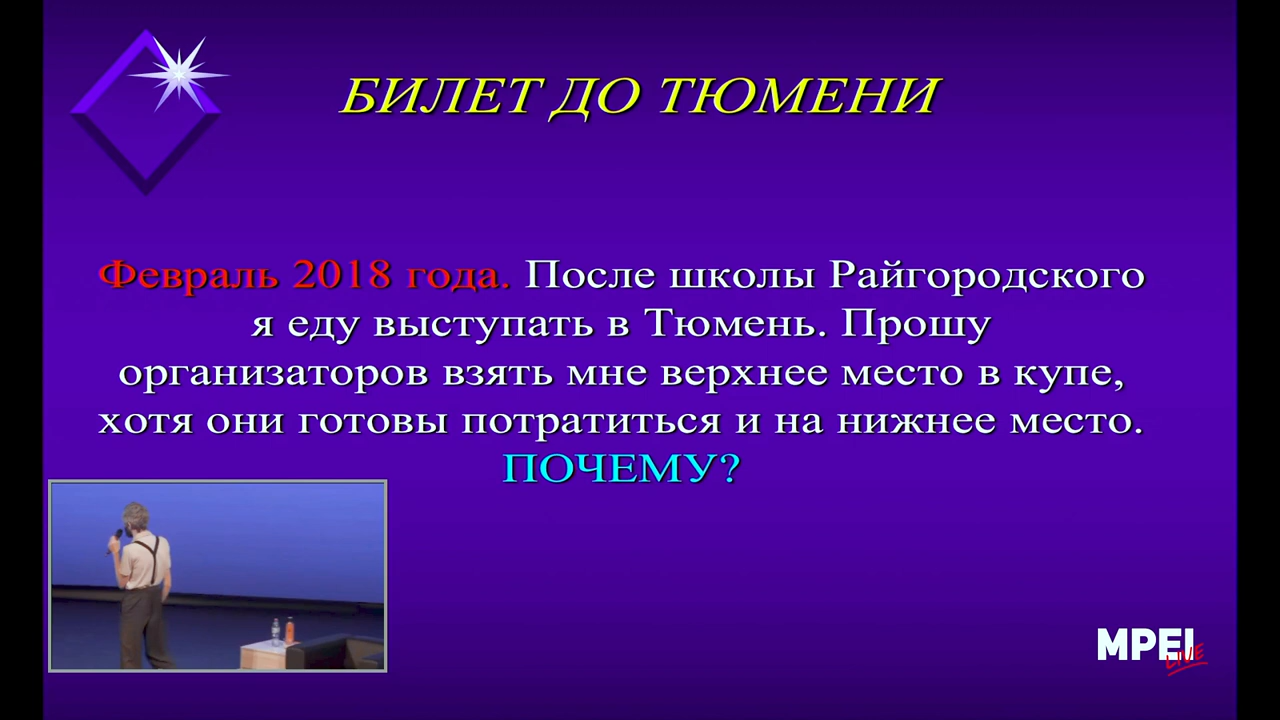 БИЛЕТ ДО ТЮМЕНИ
Февраль 2018 года. После школы Райгородского
я еду выступать в Тюмень. Прошу
организаторов взять мне верхнее место в купе,
хотя они готовы потратиться и на нижнее место.
ПОЧЕМУ?
MPEI
LIVE